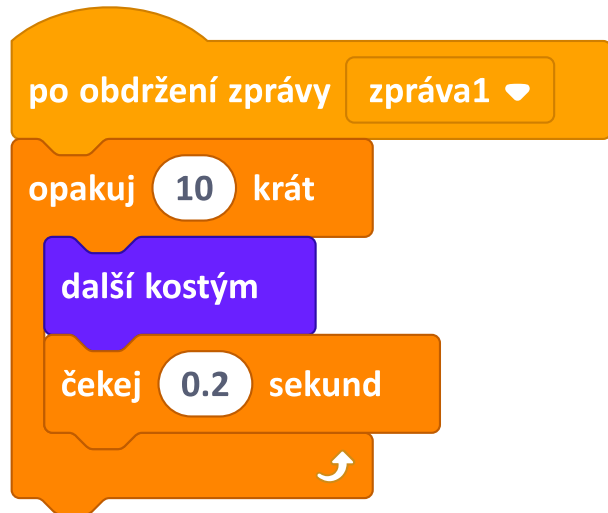 po obdržení zprávy zpráva1
opakuj 10 krát
další kostým
čekej 0.2 sekund